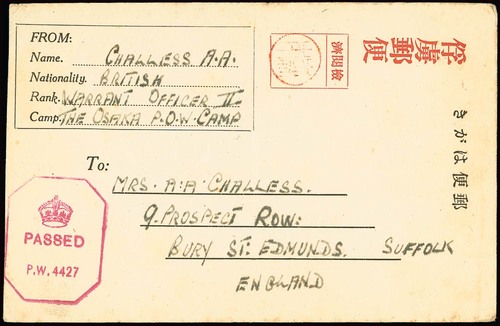 FROM:
Name. CHALLESS A.A.
Nationality. BRITISH
Rank. WARRANT OFFICER II
Camp. THE OSAKA P.O.W. CAMP
俘虜郵便
檢閲濟
きがは便郵
To:
MRS. A.A. CHALLESS.
9. PROSPECT ROW:
BURY ST. EDMUNDS. SUFFOLK
ENGLAND
PASSED
P.W. 4427